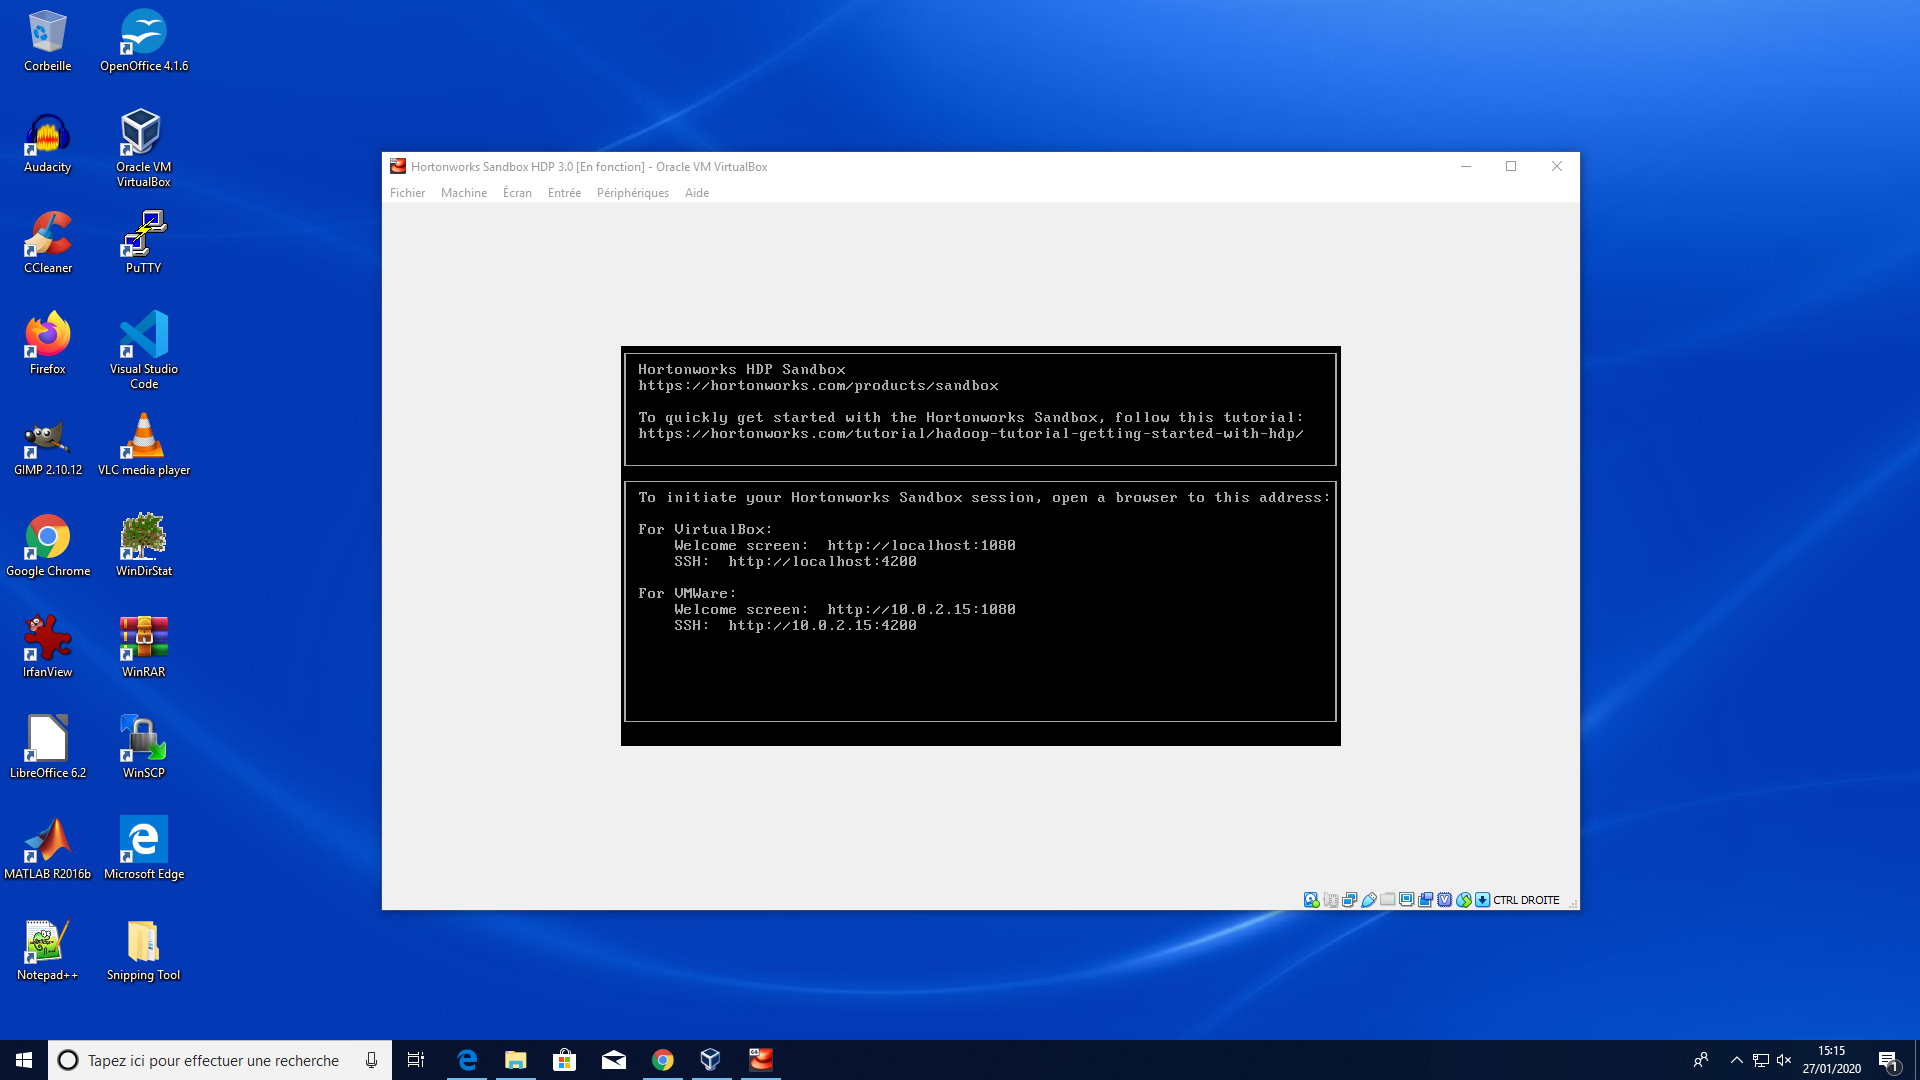 Corbeille
OpenOffice 4.1.6
Audacity
Oracle VM
VirtualBox
CCleaner
PuTTY
Firefox
Visual Studio
Code
GIMP 2.10.12
VLC media player
Google Chrome
WinDirStat
IrfanView
WinRAR
LibreOffice 6.2
WinSCP
MATLAB R2016b
Microsoft Edge
Notepad++
Snipping Tool
Hortonworks Sandbox HDP 3.0 [En fonction] - Oracle VM VirtualBox
Fichier Machine Écran Entrée Périphériques Aide
Hortonworks HDP Sandbox
https://hortonworks.com/products/sandbox
To quickly get started with the Hortonworks Sandbox, follow this tutorial:
https://hortonworks.com/tutorial/hadoop-tutorial-getting-started-with-hdp/
To initiate your Hortonworks Sandbox session, open a browser to this address:
For VirtualBox:
Welcome screen: http://localhost:1080
SSH: http://localhost:4200
For VMWare:
Welcome screen: http://10.0.2.15:1080
SSH: http://10.0.2.15:4200
CTRL DROITE
Tapez ici pour effectuer une recherche
15:15
27/01/2020
1